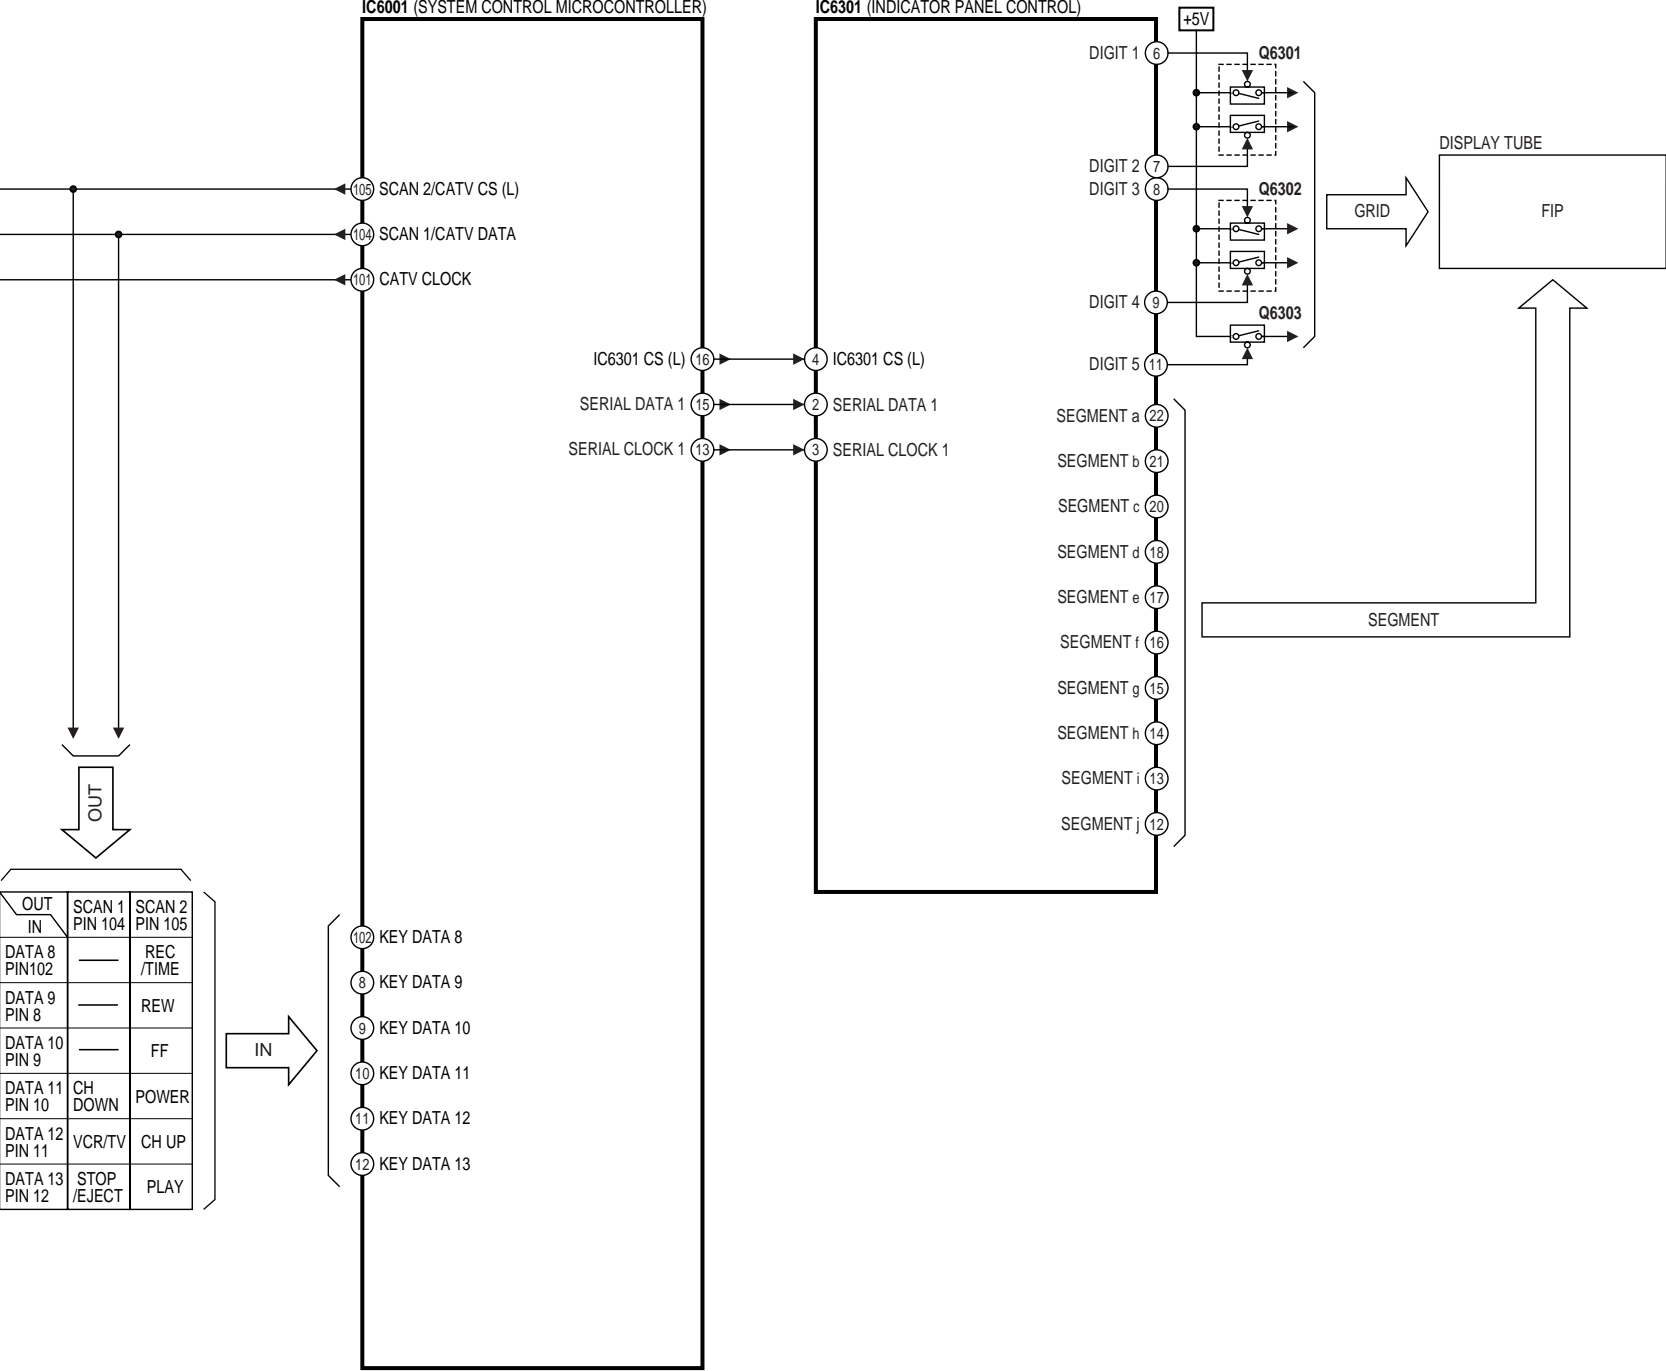 IC6001 (SYSTEM CONTROL MICROCONTROLLER)
IC6301 (INDICATOR PANEL CONTROL)
+5V
DIGIT 1 6
Q6301
DIGIT 2 7
DIGIT 3 8
Q6302
DIGIT 4 9
Q6303
DIGIT 5 11
GRID
DISPLAY TUBE
FIP
105 SCAN 2/CATV CS (L)
104 SCAN 1/CATV DATA
101 CATV CLOCK
IC6301 CS (L) 16
4 IC6301 CS (L)
SERIAL DATA 1 15
2 SERIAL DATA 1
SERIAL CLOCK 1 13
3 SERIAL CLOCK 1
SEGMENT a 22
SEGMENT b 21
SEGMENT c 20
SEGMENT d 18
SEGMENT e 17
SEGMENT f 16
SEGMENT g 15
SEGMENT h 14
SEGMENT i 13
SEGMENT j 12
SEGMENT
OUT
OUT
IN
SCAN 1
PIN 104
SCAN 2
PIN 105
DATA 8
PIN102
REC
/TIME
DATA 9
PIN 8
REW
DATA 10
PIN 9
FF
DATA 11
PIN 10
CH
DOWN
POWER
DATA 12
PIN 11
VCR/TV
CH UP
DATA 13
PIN 12
STOP
/EJECT
PLAY
IN
102 KEY DATA 8
8 KEY DATA 9
9 KEY DATA 10
10 KEY DATA 11
11 KEY DATA 12
12 KEY DATA 13